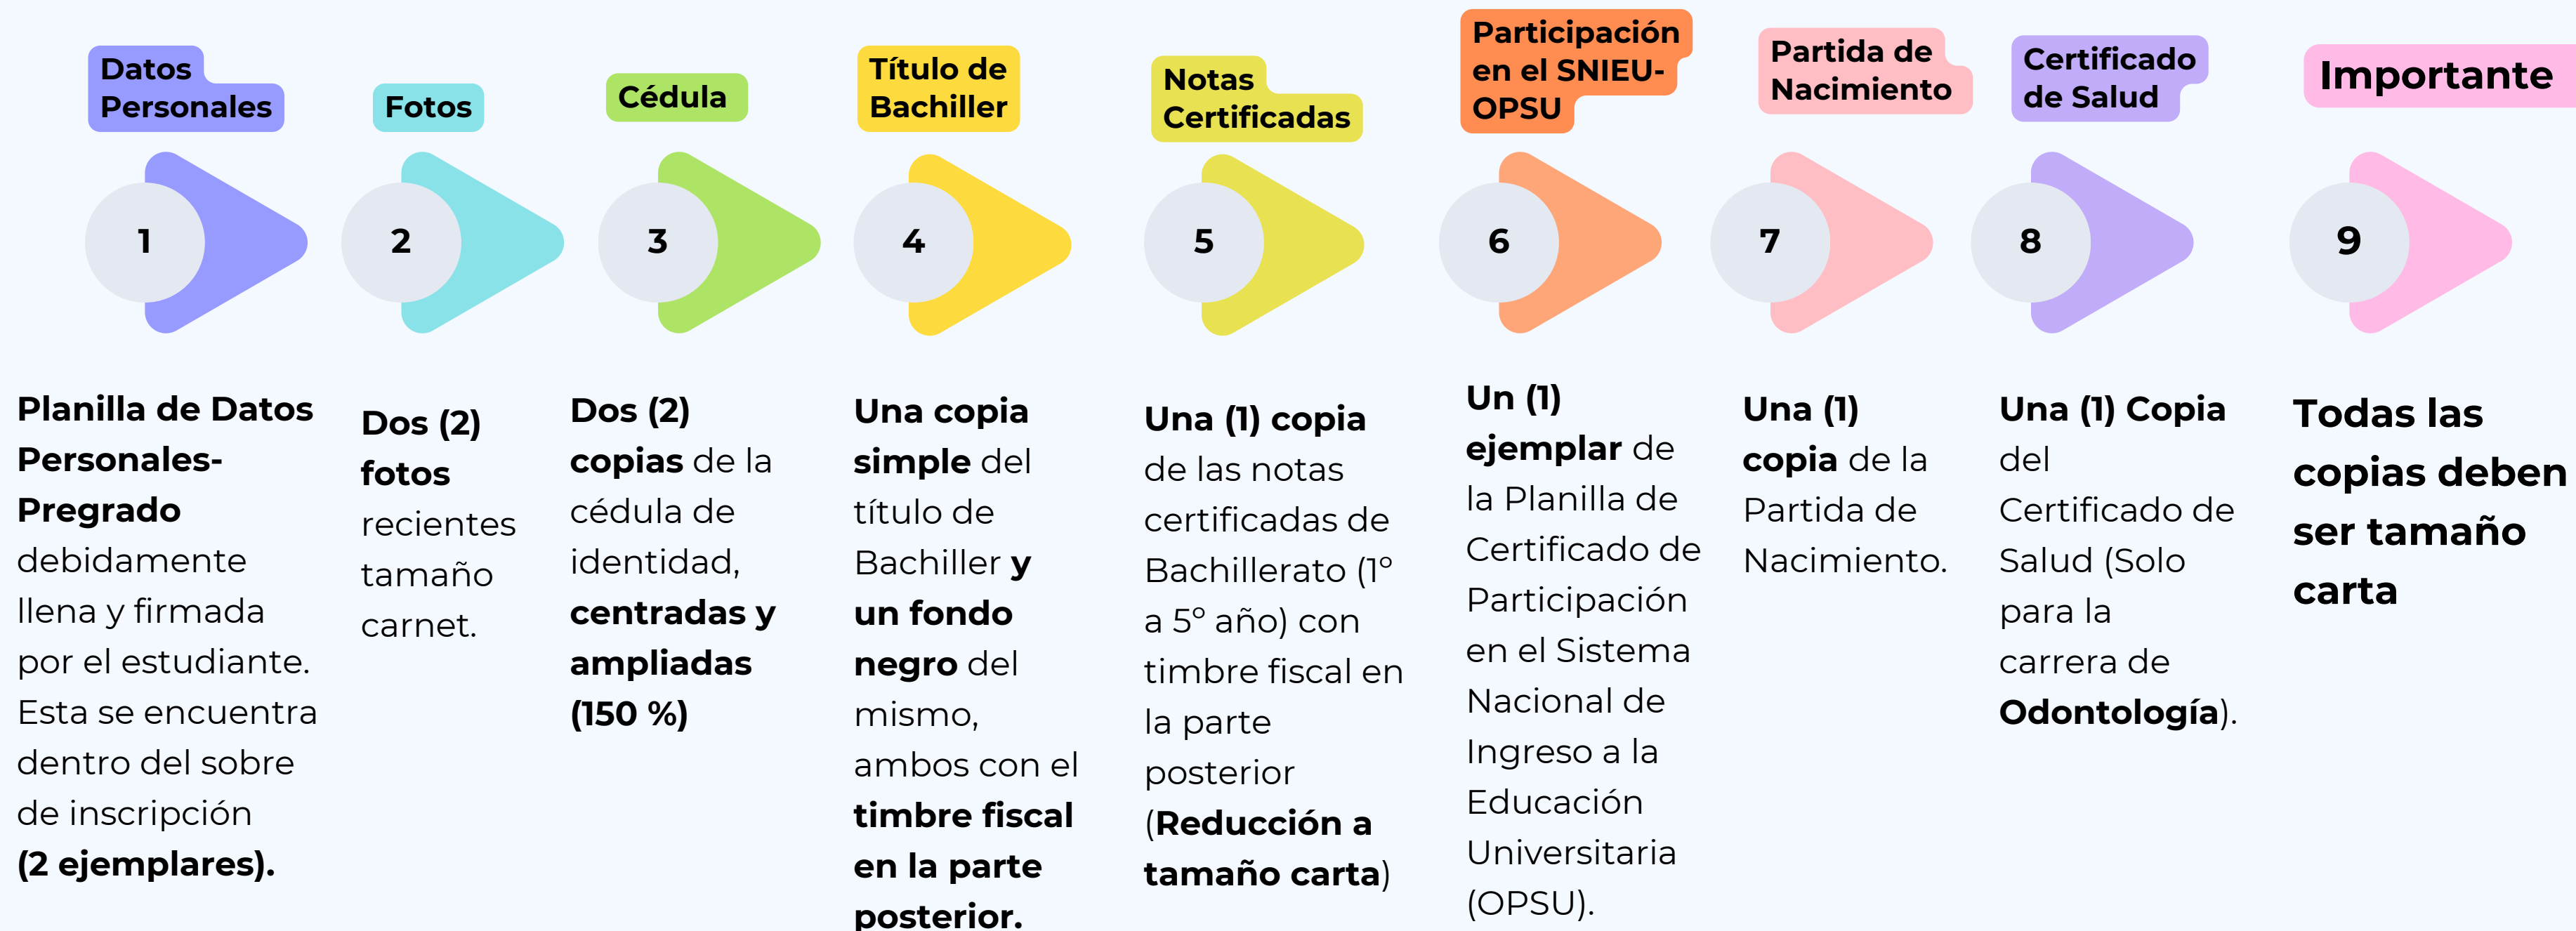 Datos
Personales
1
Planilla de Datos
Personales-
Pregrado
debidamente
llena y firmada
por el estudiante.
Esta se encuentra
dentro del sobre
de inscripción
(2 ejemplares).
Fotos
2
Dos (2)
fotos
recientes
tamaño
carnet.
Cédula
3
Dos (2)
copias de la
cédula de
identidad,
centradas y
ampliadas
(150 %)
Título de
Bachiller
4
Una copia
simple del
título de
Bachiller y
un fondo
negro del
mismo,
ambos con el
timbre fiscal
en la parte
posterior.
Notas
Certificadas
5
Una (1) copia
de las notas
certificadas de
Bachillerato (1º
a 5º año) con
timbre fiscal en
la parte
posterior
(Reducción a
tamaño carta)
Participación
en el SNIEU-
OPSU
6
Un (1)
ejemplar de
la Planilla de
Certificado de
Participación
en el Sistema
Nacional de
Ingreso a la
Educación
Universitaria
(OPSU).
Partida de
Nacimiento
7
Una (1)
copia de la
Partida de
Nacimiento.
Certificado
de Salud
8
Una (1) Copia
del
Certificado de
Salud (Solo
para la
carrera de
Odontología).
Importante
9
Todas las
copias deben
ser tamaño
carta